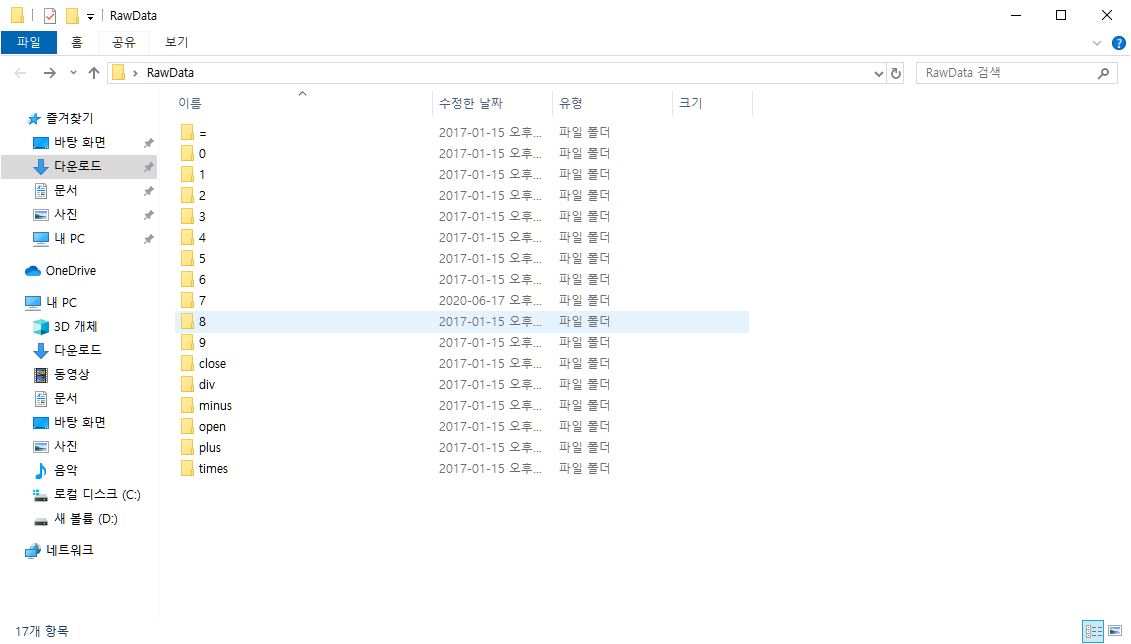 RawData
파일 홈 공유 보기
RawData RawData 검색
이름 수정한 날짜 유형 크기
즐겨찾기
바탕 화면
다운로드
문서
사진
내 PC
OneDrive
내 PC
3D 개체
다운로드
동영상
문서
바탕 화면
사진
음악
로컬 디스크 (C:)
새 볼륨 (D:)
네트워크
= 2017-01-15 오후... 파일 폴더
0 2017-01-15 오후... 파일 폴더
1 2017-01-15 오후... 파일 폴더
2 2017-01-15 오후... 파일 폴더
3 2017-01-15 오후... 파일 폴더
4 2017-01-15 오후... 파일 폴더
5 2017-01-15 오후... 파일 폴더
6 2017-01-15 오후... 파일 폴더
7 2020-06-17 오후... 파일 폴더
8 2017-01-15 오후... 파일 폴더
9 2017-01-15 오후... 파일 폴더
close 2017-01-15 오후... 파일 폴더
div 2017-01-15 오후... 파일 폴더
minus 2017-01-15 오후... 파일 폴더
open 2017-01-15 오후... 파일 폴더
plus 2017-01-15 오후... 파일 폴더
times 2017-01-15 오후... 파일 폴더
17개 항목